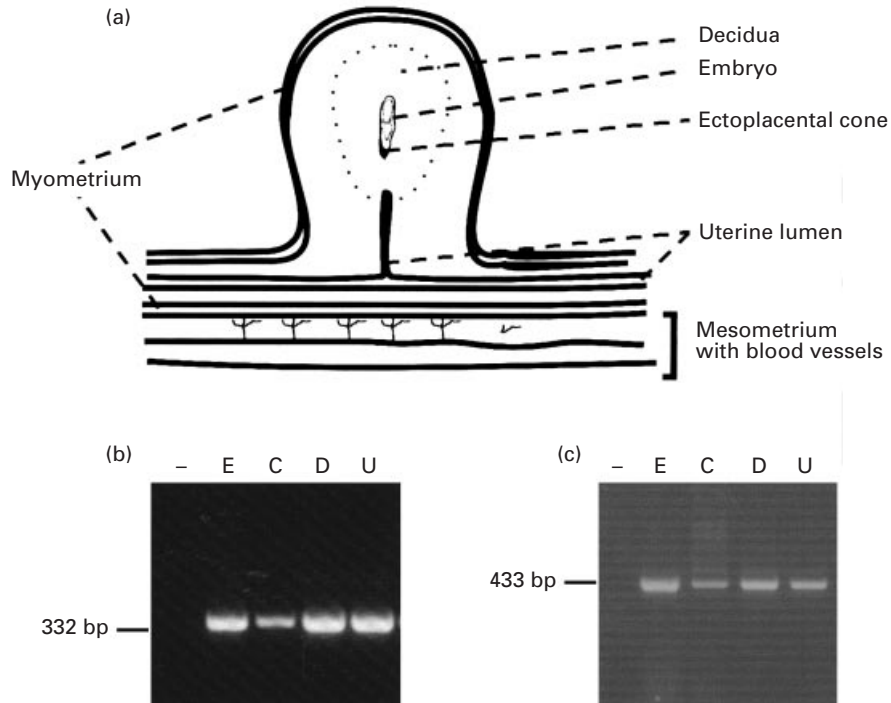 (a)
Decidua
Embryo
Ectoplacental cone
Myometrium
Uterine lumen
Mesometrium
with blood vessels
(b)
– E C D U
332 bp
(c)
– E C D U
433 bp